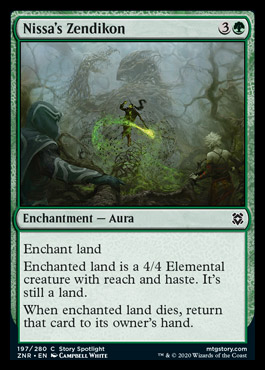 Nissa's Zendikon 3
Enchantment — Aura
Enchant land
Enchanted land is a 4/4 Elemental
creature with reach and haste. It's
still a land.
When enchanted land dies, return
that card to its owner's hand.
197/280 C Story Spotlight mtgstory.com
ZNR • EN Campbell White ™ & © 2020 Wizards of the Coast